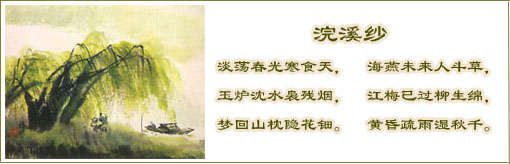 浣溪纱
淡荡春光寒食天，
玉炉沈水袅残烟，
梦回山枕隐花钿。
海燕未来人斗草，
江梅已过柳生绵，
黄昏疏雨湿秋千。